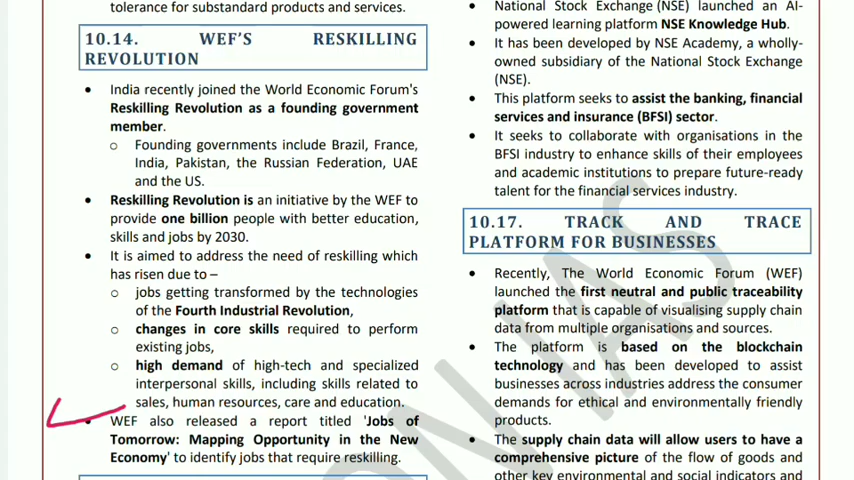 tolerance for substandard products and services.
10.14. WEF'S RESKILLING
REVOLUTION
• India recently joined the World Economic Forum's
Reskilling Revolution as a founding government
member.
o Founding governments include Brazil, France,
India, Pakistan, the Russian Federation, UAE
and the US.
• Reskilling Revolution is an initiative by the WEF to
provide one billion people with better education,
skills and jobs by 2030.
• It is aimed to address the need of reskilling which
has risen due to –
o jobs getting transformed by the technologies
of the Fourth Industrial Revolution,
o changes in core skills required to perform
existing jobs,
o high demand of high-tech and specialized
interpersonal skills, including skills related to
sales, human resources, care and education.
• WEF also released a report titled 'Jobs of
Tomorrow: Mapping Opportunity in the New
Economy' to identify jobs that require reskilling.
National Stock Exchange (NSE) launched an AI-
powered learning platform NSE Knowledge Hub.
• It has been developed by NSE Academy, a wholly-
owned subsidiary of the National Stock Exchange
(NSE).
• This platform seeks to assist the banking, financial
services and insurance (BFSI) sector.
• It seeks to collaborate with organisations in the
BFSI industry to enhance skills of their employees
and academic institutions to prepare future-ready
talent for the financial services industry.
10.17. TRACK AND TRACE
PLATFORM FOR BUSINESSES
• Recently, The World Economic Forum (WEF)
launched the first neutral and public traceability
platform that is capable of visualising supply chain
data from multiple organisations and sources.
• The platform is based on the blockchain
technology and has been developed to assist
businesses across industries address the consumer
demands for ethical and environmentally friendly
products.
• The supply chain data will allow users to have a
comprehensive picture of the flow of goods and
other key environmental and social indicators and
ON IAS